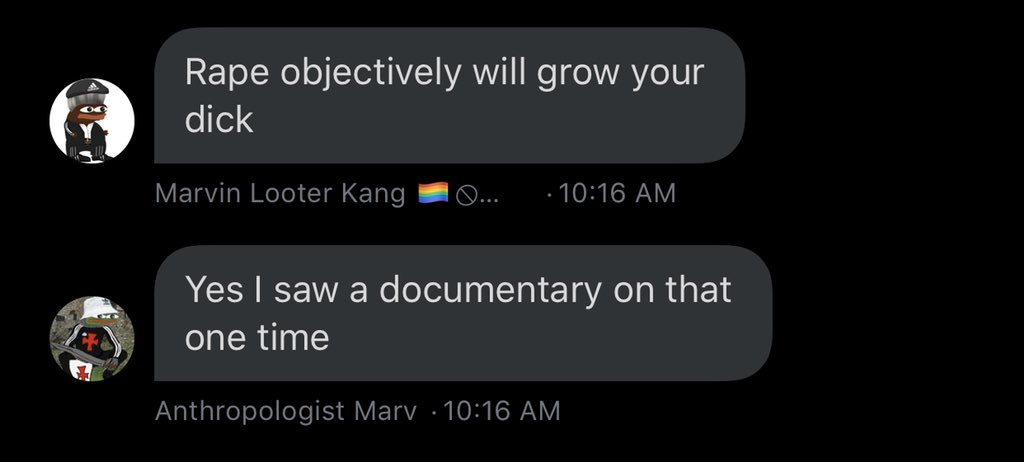 Rape objectively will grow your
dick
Marvin Looter Kang 🏳️‍🌈 🚫... · 10:16 AM
Yes I saw a documentary on that
one time
Anthropologist Marv · 10:16 AM